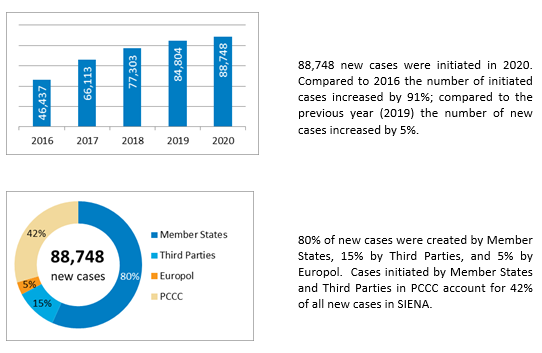 46,437
66,113
77,303
84,804
88,748
2016 2017 2018 2019 2020
88,748 new cases were initiated in 2020.
Compared to 2016 the number of initiated
cases increased by 91%; compared to the
previous year (2019) the number of new
cases increased by 5%.
42%
88,748
new cases
80%
5%
15%
Member States
Third Parties
Europol
PCCC
80% of new cases were created by Member
States, 15% by Third Parties, and 5% by
Europol. Cases initiated by Member States
and Third Parties in PCCC account for 42%
of all new cases in SIENA.